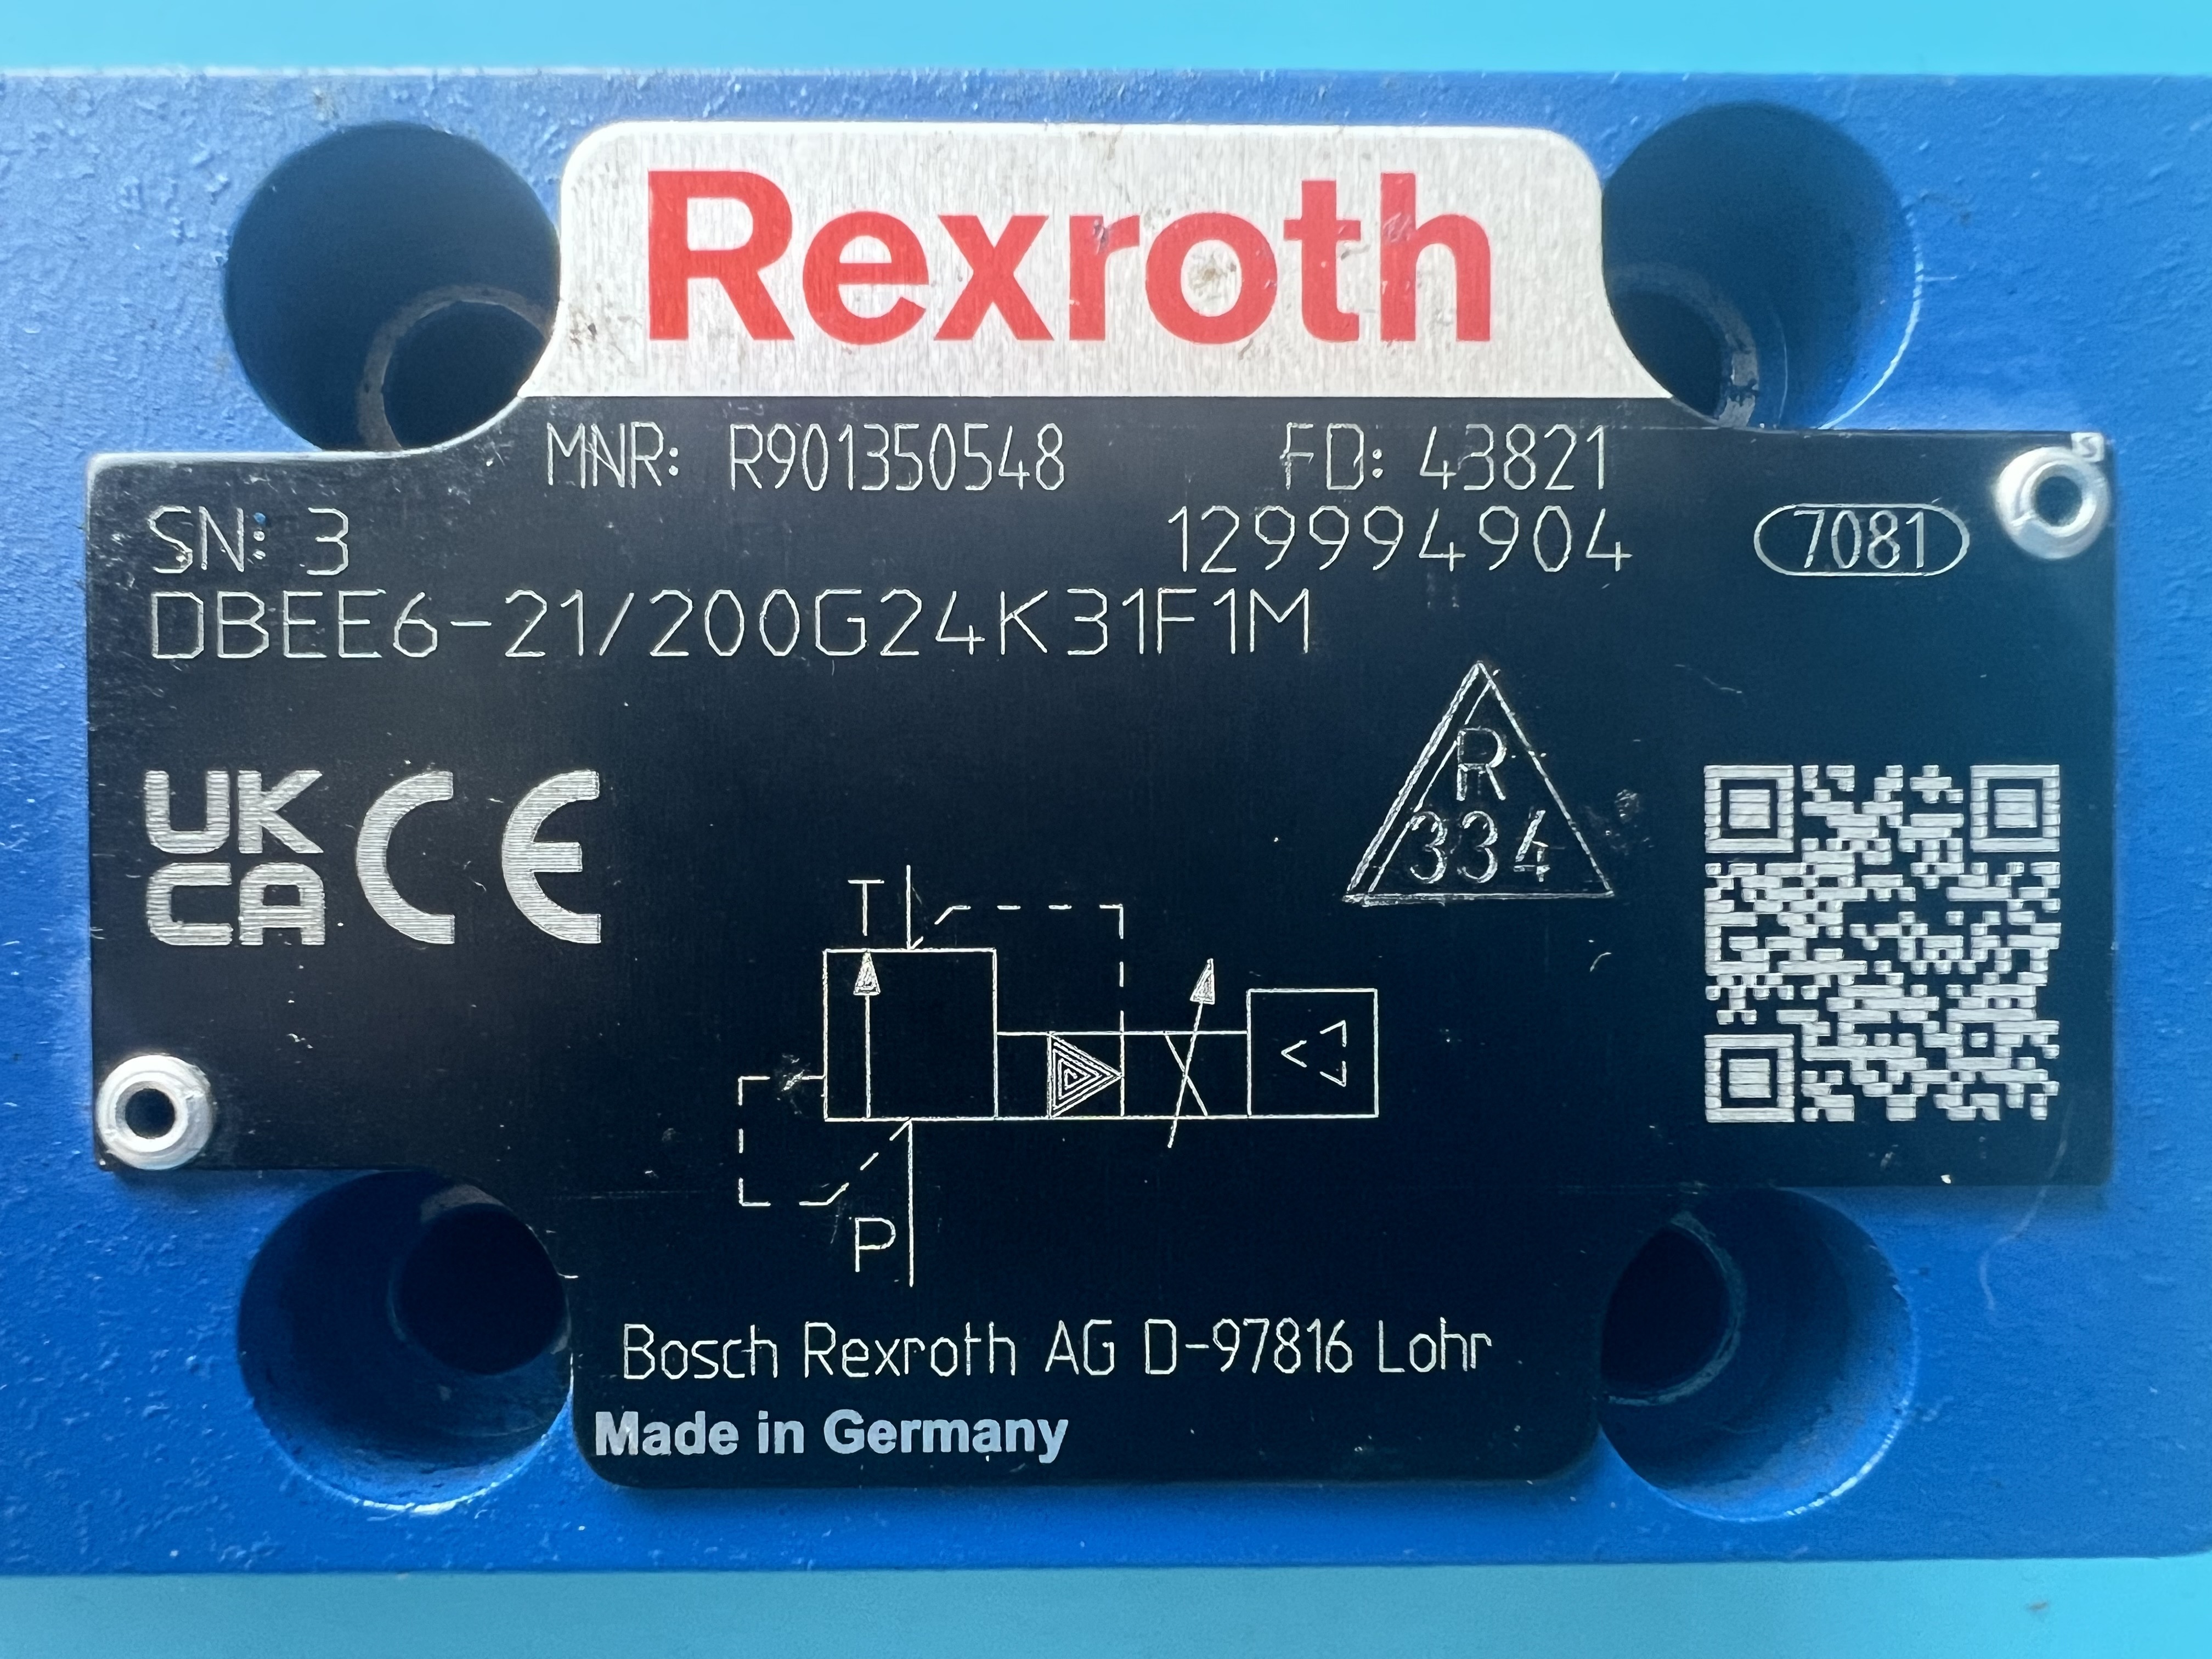 Rexroth
MNR: R901350548 FD: 43821
SN: 3 129994904 7081
DBEE6-21/200G24K31F1M
R
334
UK
CA CE
T
P
Bosch Rexroth AG D-97816 Lohr
Made in Germany